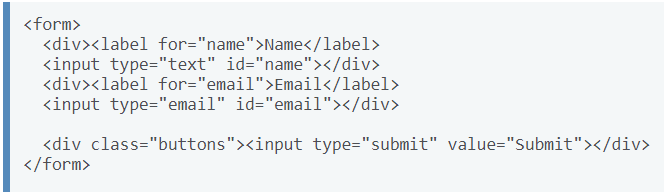 <form>
  <div><label for="name">Name</label>
  <input type="text" id="name"></div>
  <div><label for="email">Email</label>
  <input type="email" id="email"></div>

  <div class="buttons"><input type="submit" value="Submit"></div>
</form>